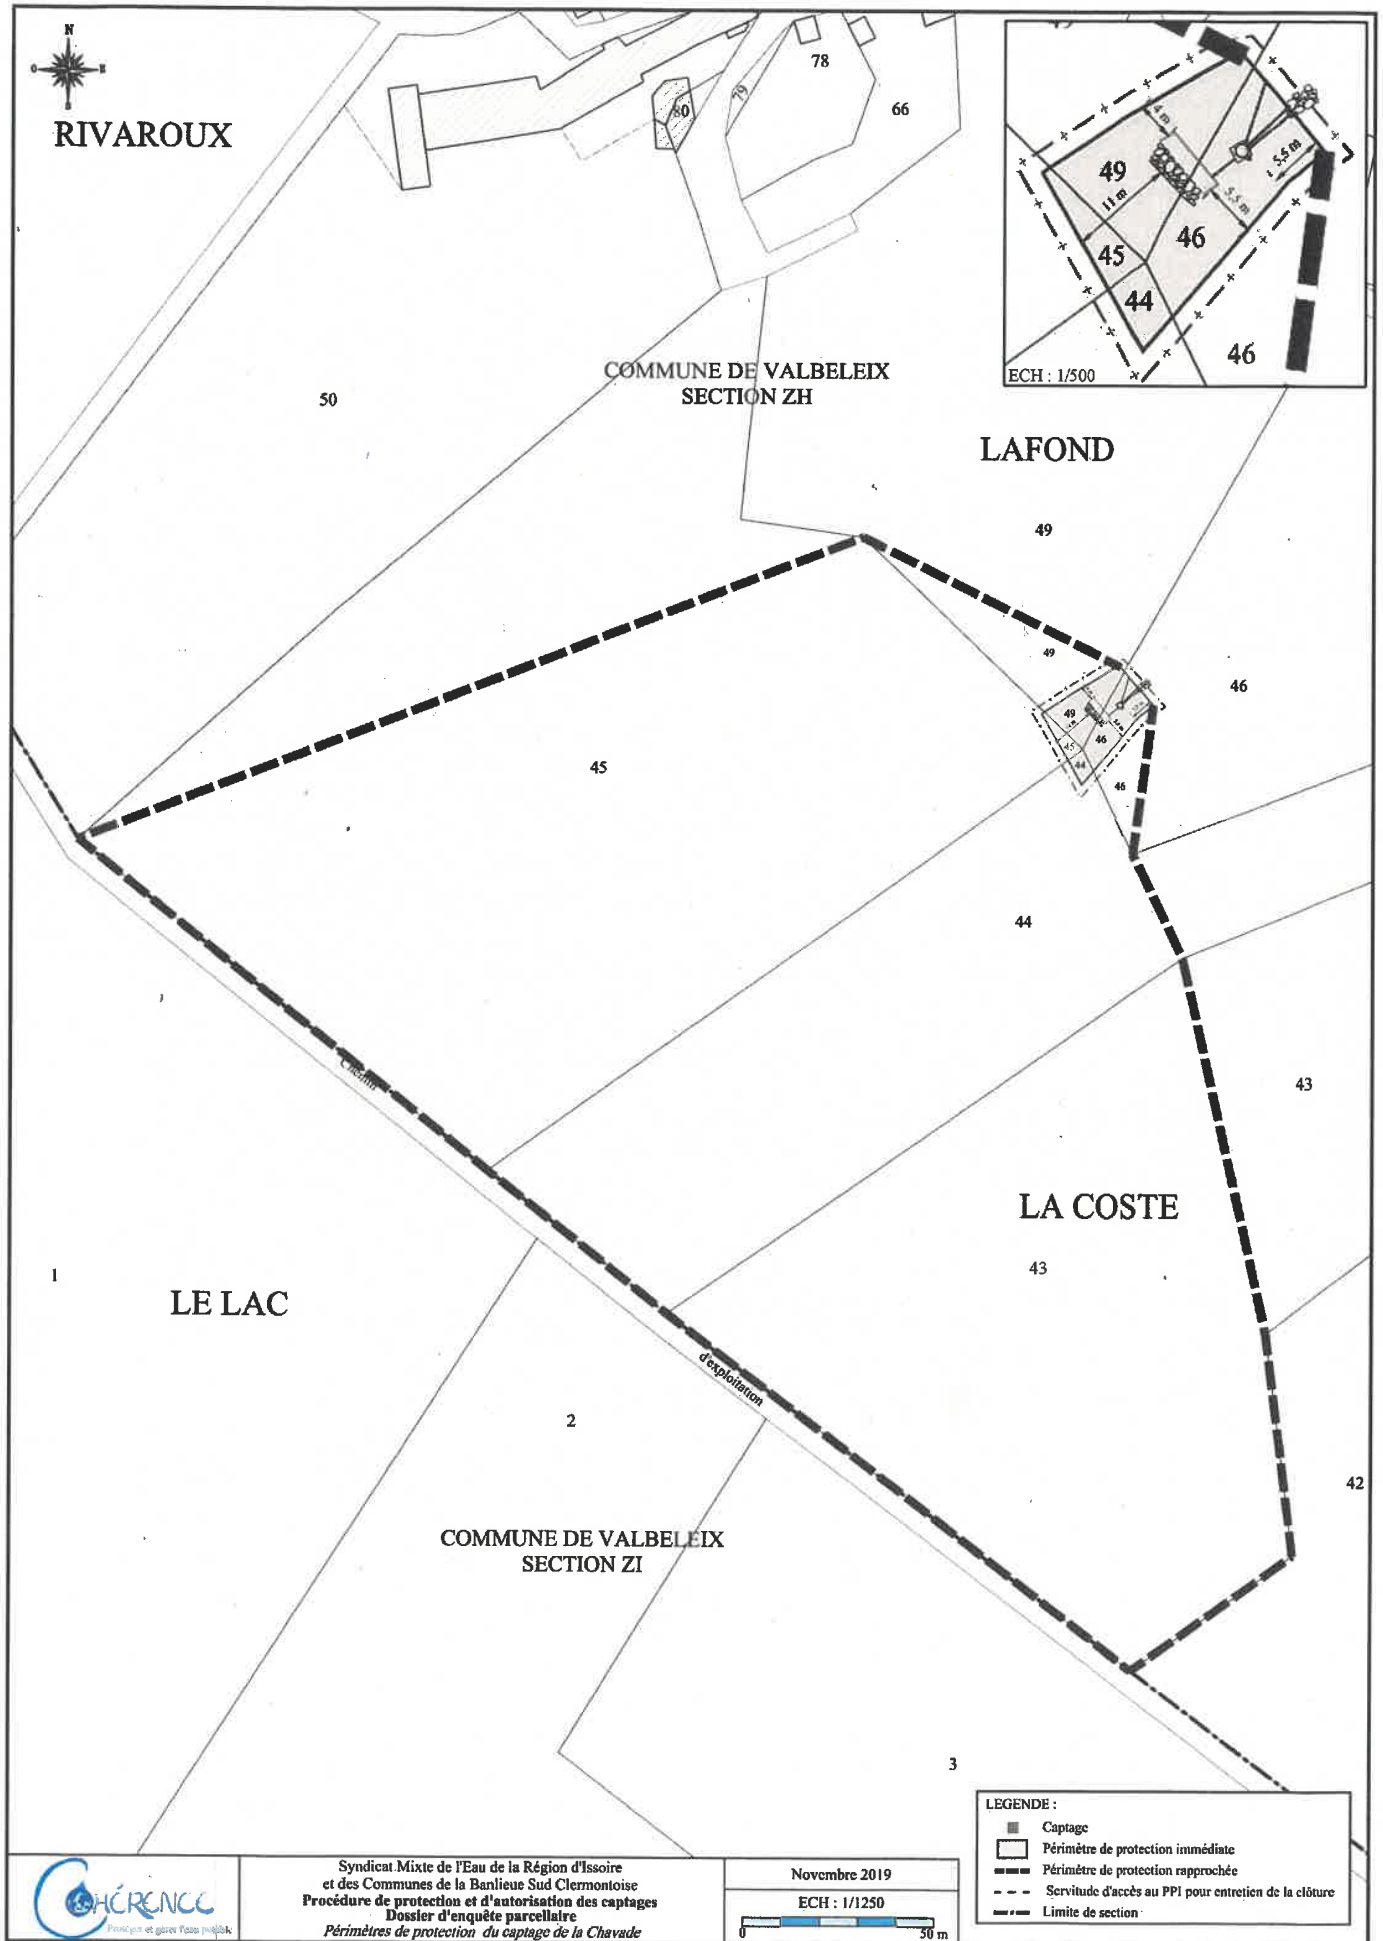 N
O E
S
RIVAROUX
78
79
80
66
4 m
5,5 m
49
11 m
5,5 m
46
45
44
46
ECH : 1/500
50
COMMUNE DE VALBELEIX
SECTION ZH
LAFOND
49
49
46
49
45
46
44
46
45
44
43
Chemin
LA COSTE
43
1
LE LAC
d'exploitation
2
42
COMMUNE DE VALBELEIX
SECTION ZI
3
LEGENDE :
Captage
Périmètre de protection immédiate
Périmètre de protection rapprochée
Servitude d'accès au PPI pour entretien de la clôture
Limite de section
COHÉRENCE
Protéger et gérer l'eau potable
Syndicat Mixte de l'Eau de la Région d'Issoire
et des Communes de la Banlieue Sud Clermontoise
Procédure de protection et d'autorisation des captages
Dossier d'enquête parcellaire
Périmètres de protection du captage de la Chavade
Novembre 2019
ECH : 1/1250
0 50 m